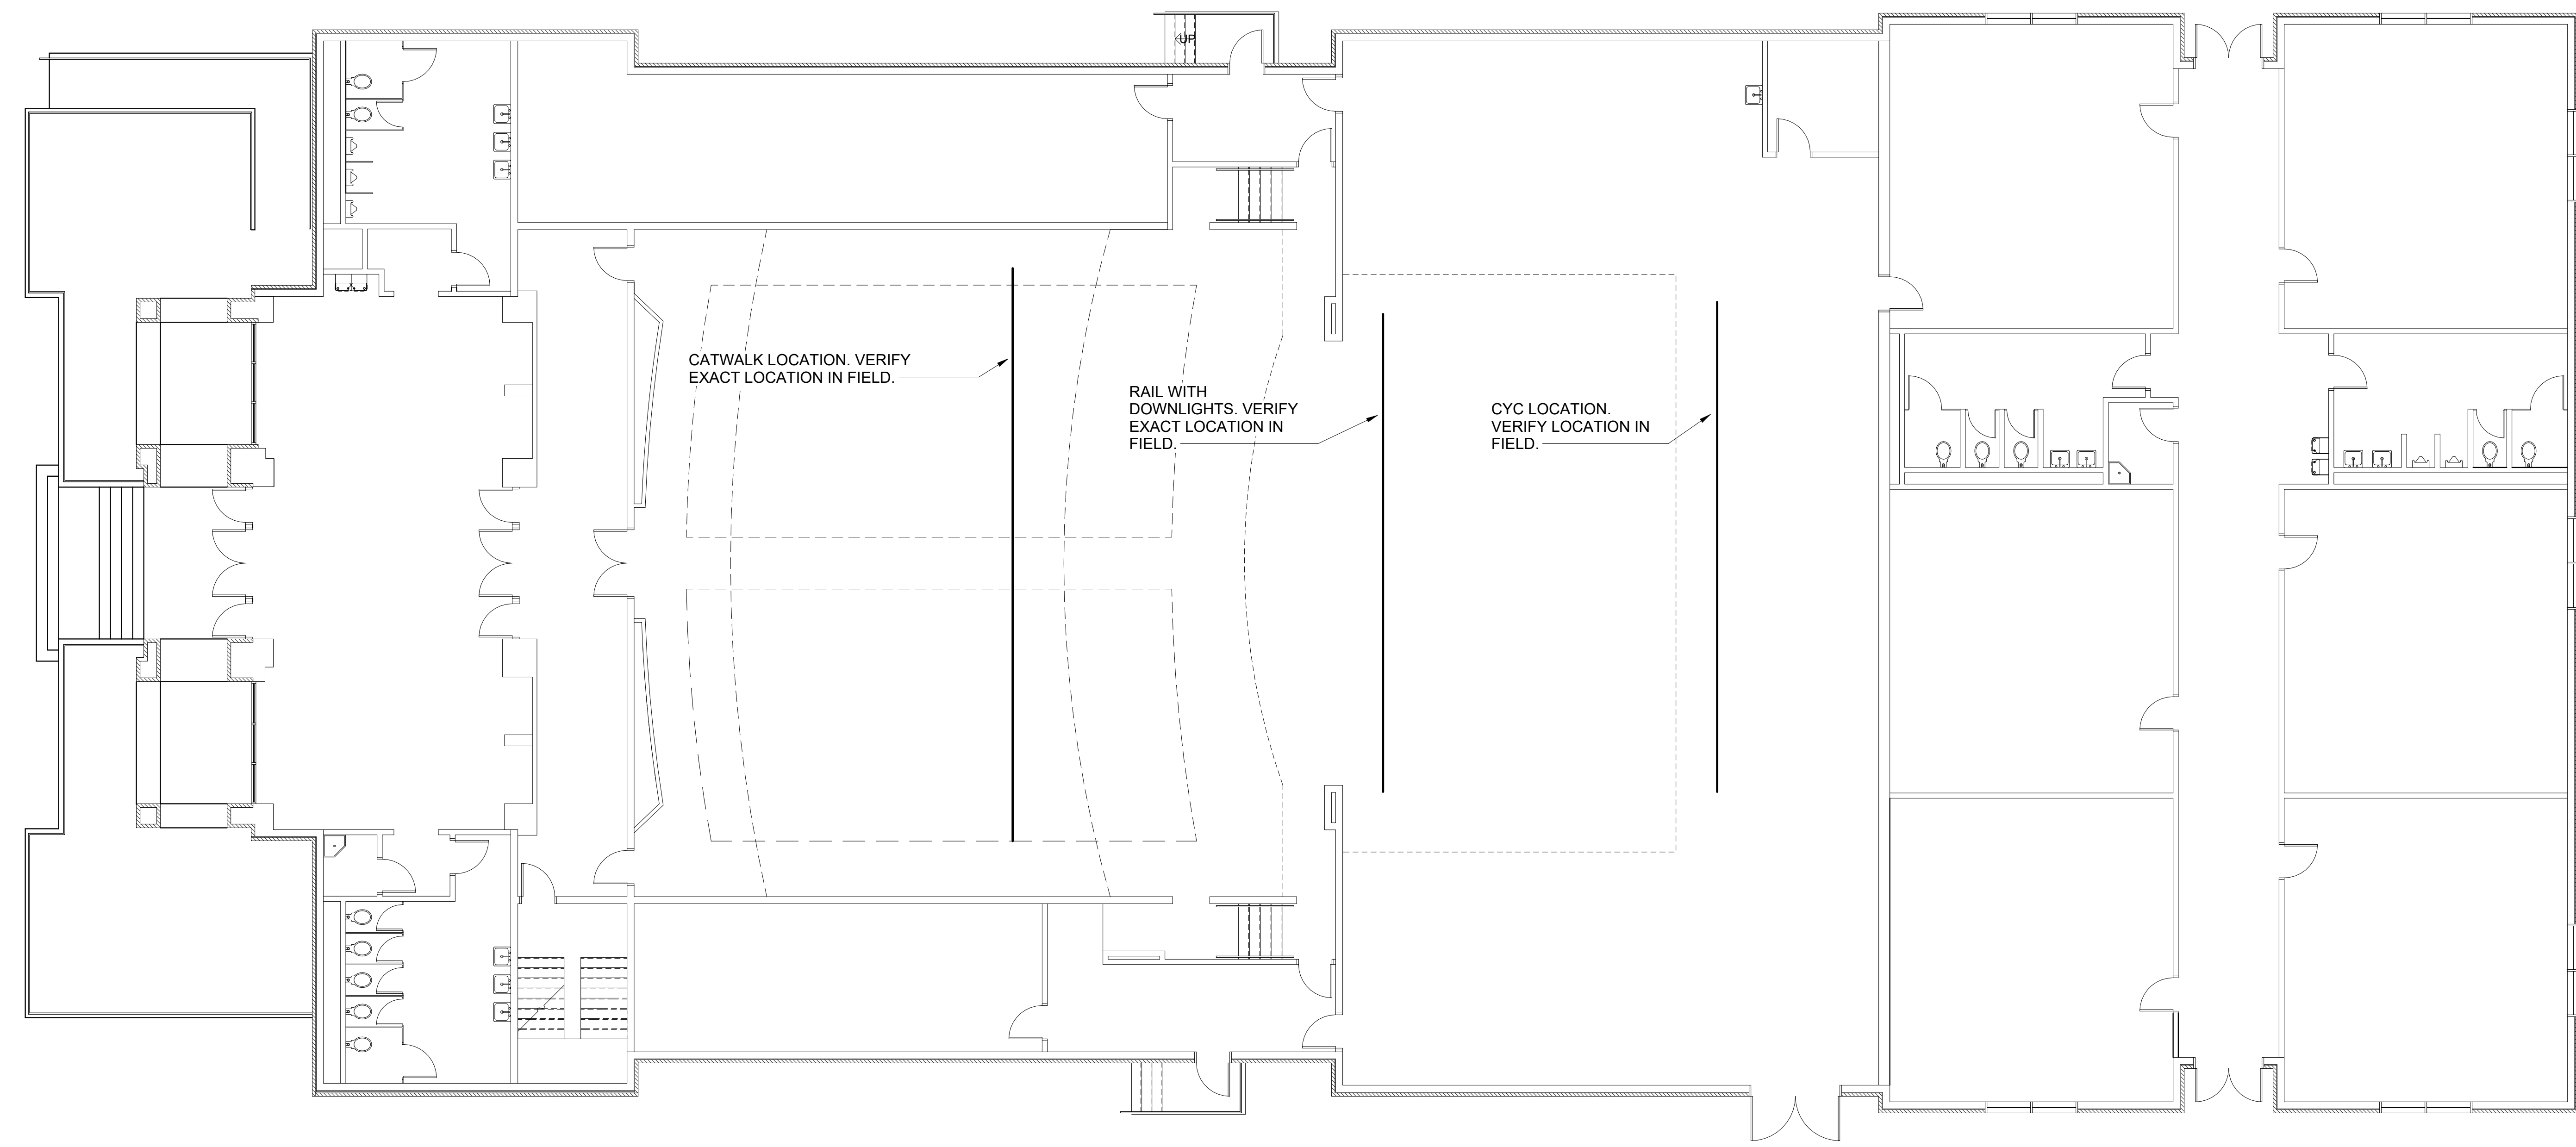 UP
CATWALK LOCATION. VERIFY
EXACT LOCATION IN FIELD.
RAIL WITH
DOWNLIGHTS. VERIFY
EXACT LOCATION IN
FIELD.
CYC LOCATION.
VERIFY LOCATION IN
FIELD.